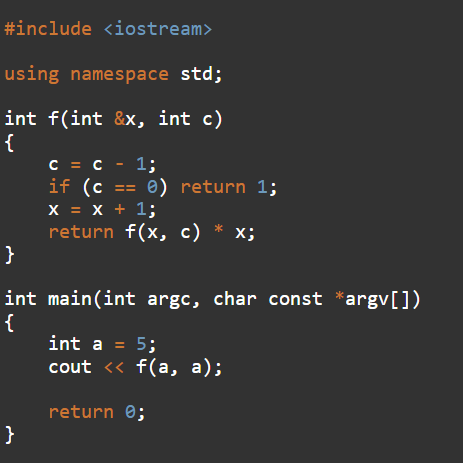 #include <iostream>
using namespace std;
int f(int &x, int c)
{
    c = c - 1;
    if (c == 0) return 1;
    x = x + 1;
    return f(x, c) * x;
}
int main(int argc, char const *argv[])
{
    int a = 5;
    cout << f(a, a);
    return 0;
}